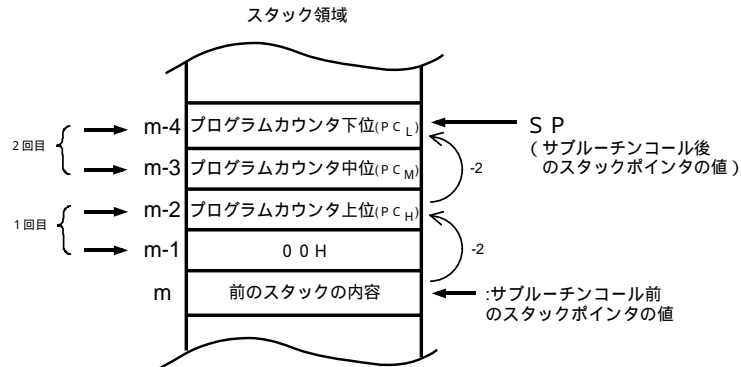 スタック領域
m-4 プログラムカウンタ下位(PCL)
SP
(サブルーチンコール後
のスタックポインタの値)
2回目
m-3 プログラムカウンタ中位(PCM)
-2
m-2 プログラムカウンタ上位(PCH)
1回目
m-1 00H
-2
m 前のスタックの内容
:サブルーチンコール前
のスタックポインタの値